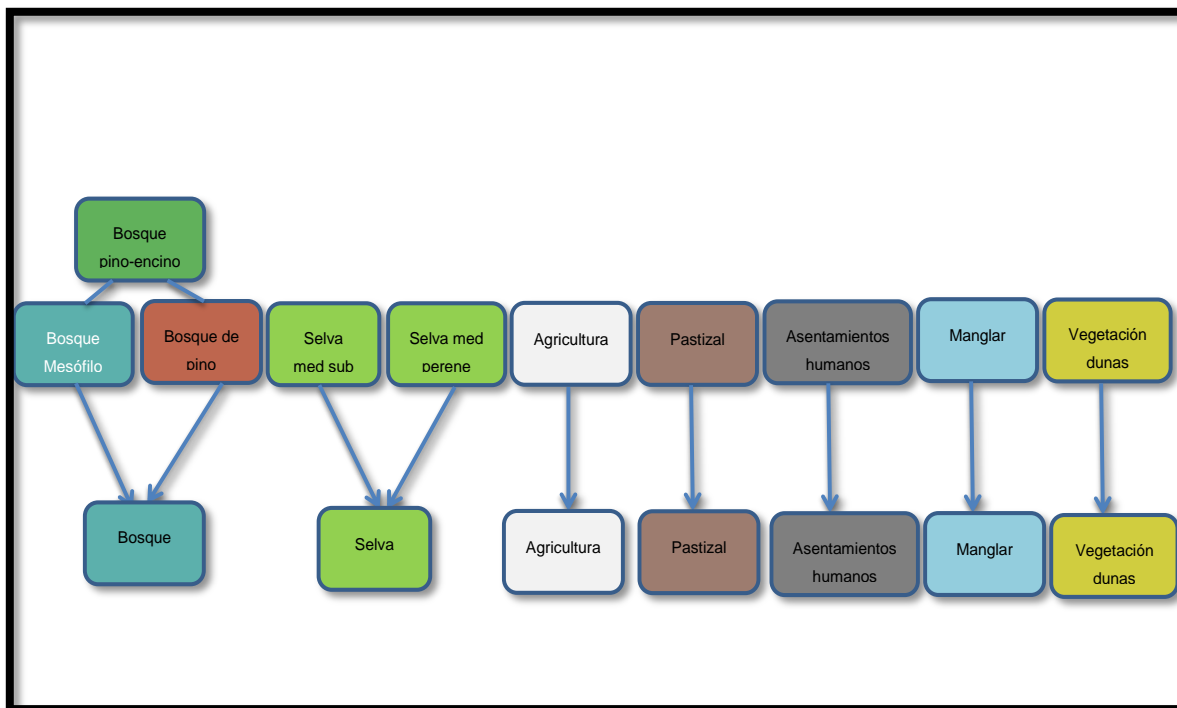 Bosque
pino-encino
Bosque
Mesófilo
Bosque de
pino
Selva
med sub
Selva med
perene
Agricultura
Pastizal
Asentamientos
humanos
Manglar
Vegetación
dunas
Bosque
Selva
Agricultura
Pastizal
Asentamientos
humanos
Manglar
Vegetación
dunas